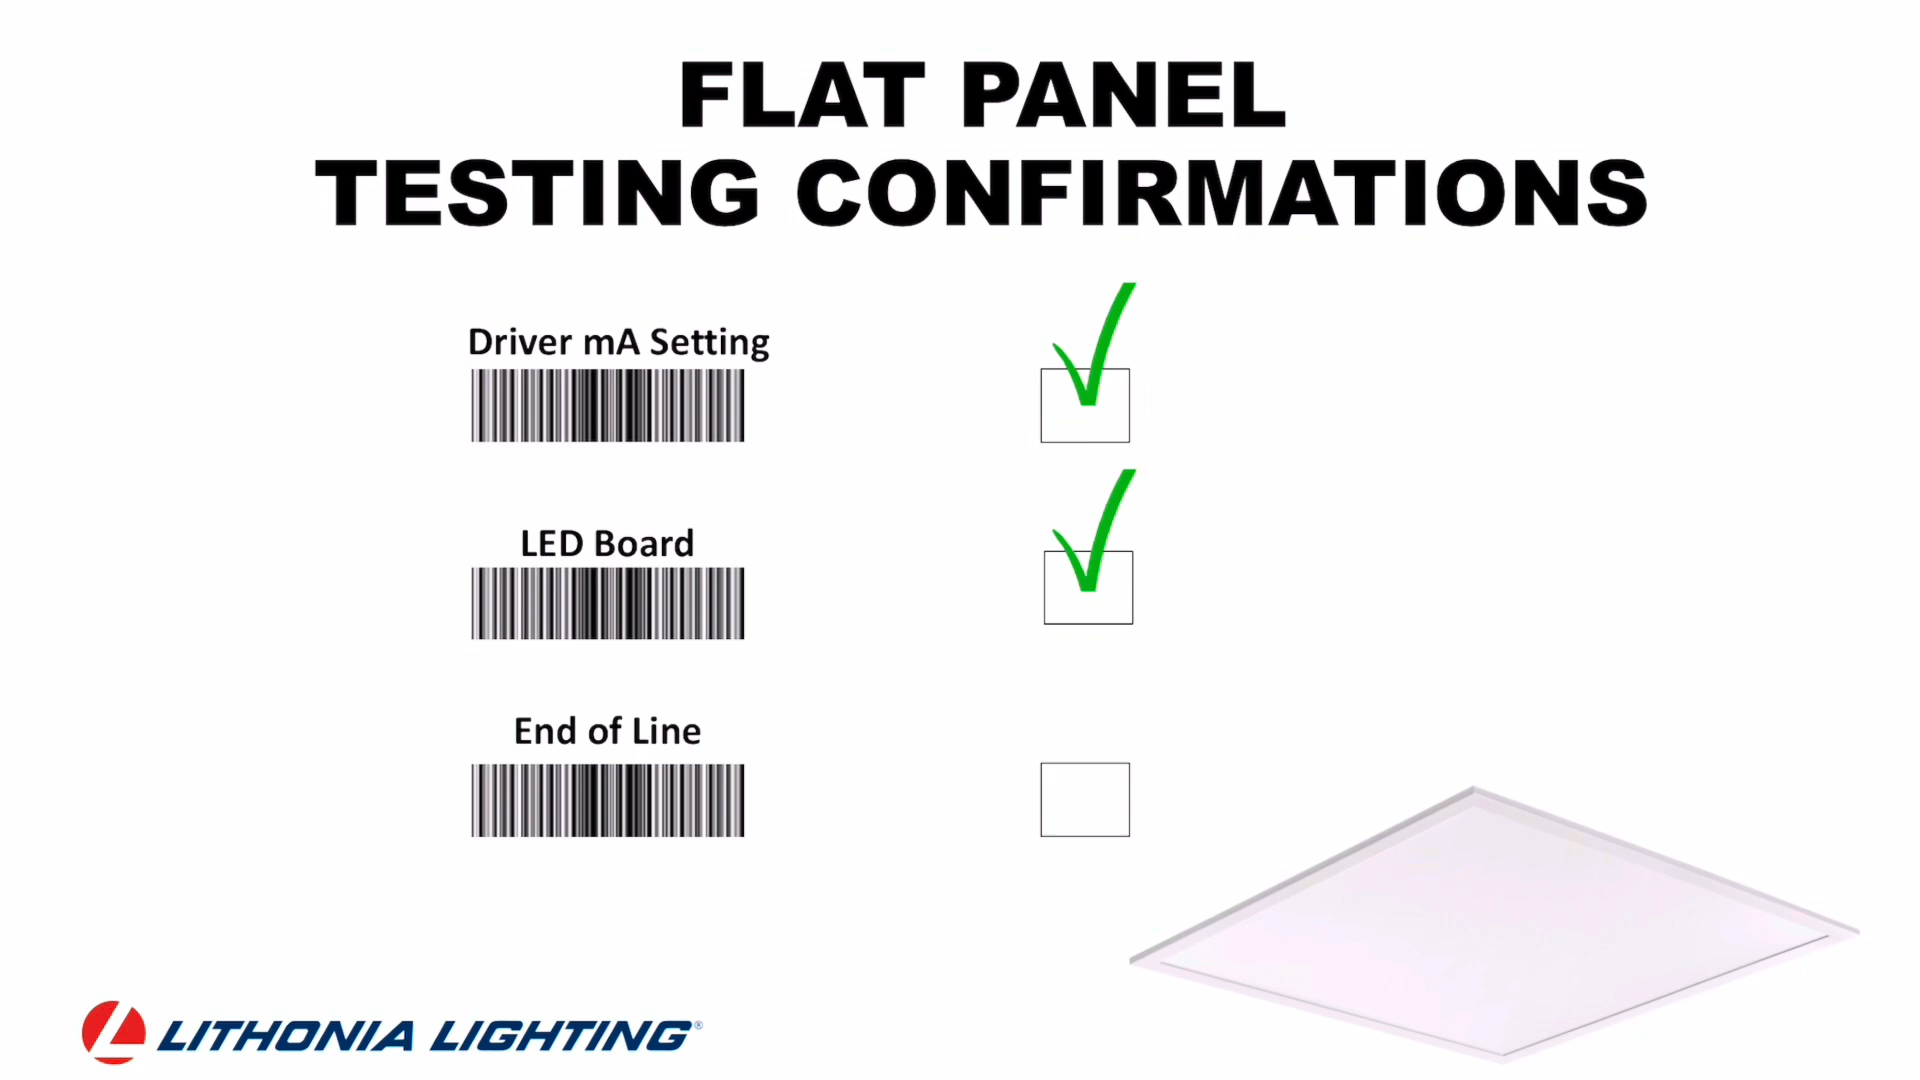 FLAT PANEL
TESTING CONFIRMATIONS
Driver mA Setting
LED Board
End of Line
LITHONIA LIGHTING®